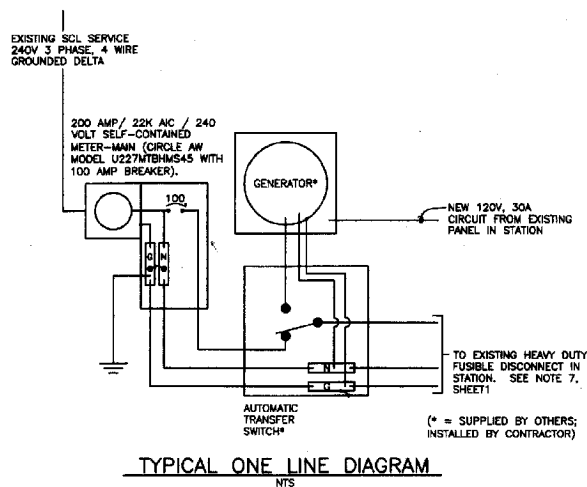 EXISTING SCL SERVICE
240V 3 PHASE, 4 WIRE
GROUNDED DELTA
200 AMP/ 22K AIC / 240
VOLT SELF-CONTAINED
METER-MAIN (CIRCLE AW
MODEL U227MTBHMS45 WITH
100 AMP BREAKER).
100
G N
GENERATOR*
NEW 120V, 30A
CIRCUIT FROM EXISTING
PANEL IN STATION
N
G
TO EXISTING HEAVY DUTY
FUSIBLE DISCONNECT IN
STATION. SEE NOTE 7,
SHEET1
AUTOMATIC
TRANSFER
SWITCH*
(* = SUPPLIED BY OTHERS;
INSTALLED BY CONTRACTOR)
TYPICAL ONE LINE DIAGRAM
NTS